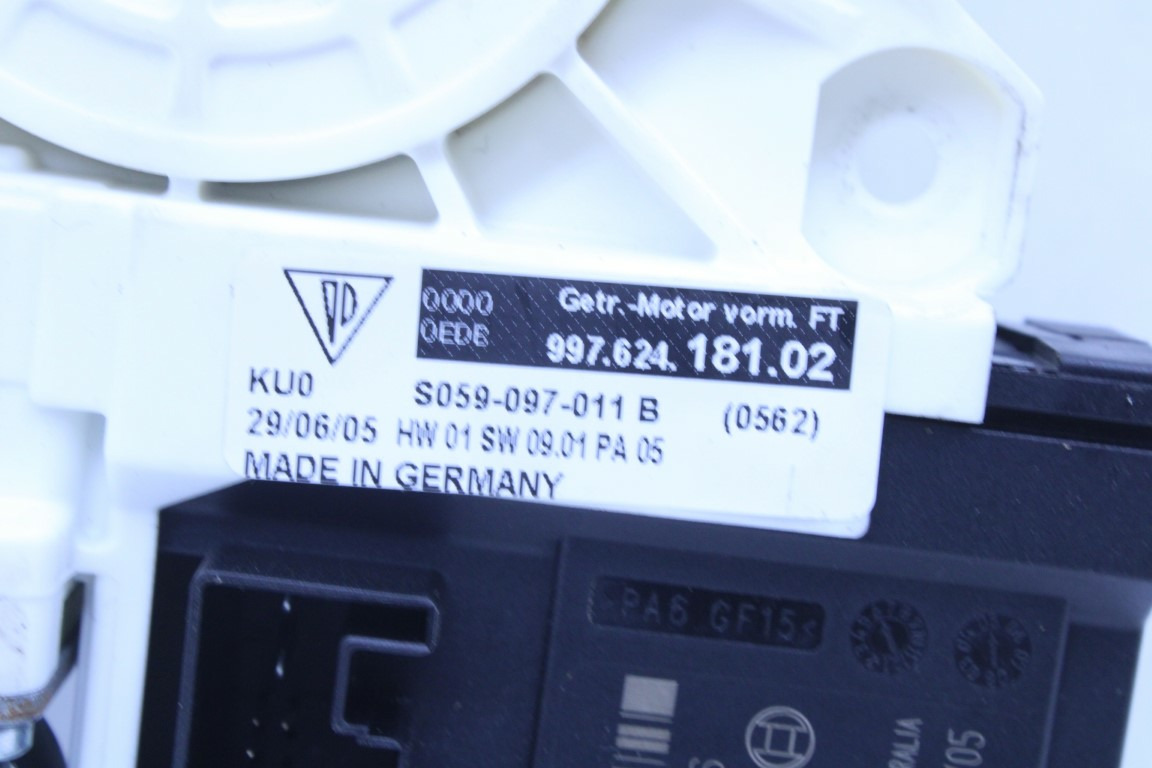 0000 Getr.-Motor vorm. FT
0EDE 997.624.181.02
KU0 S059-097-011 B (0562)
29/06/05 HW 01 SW 09.01 PA 05
MADE IN GERMANY
>PA6 GF15<